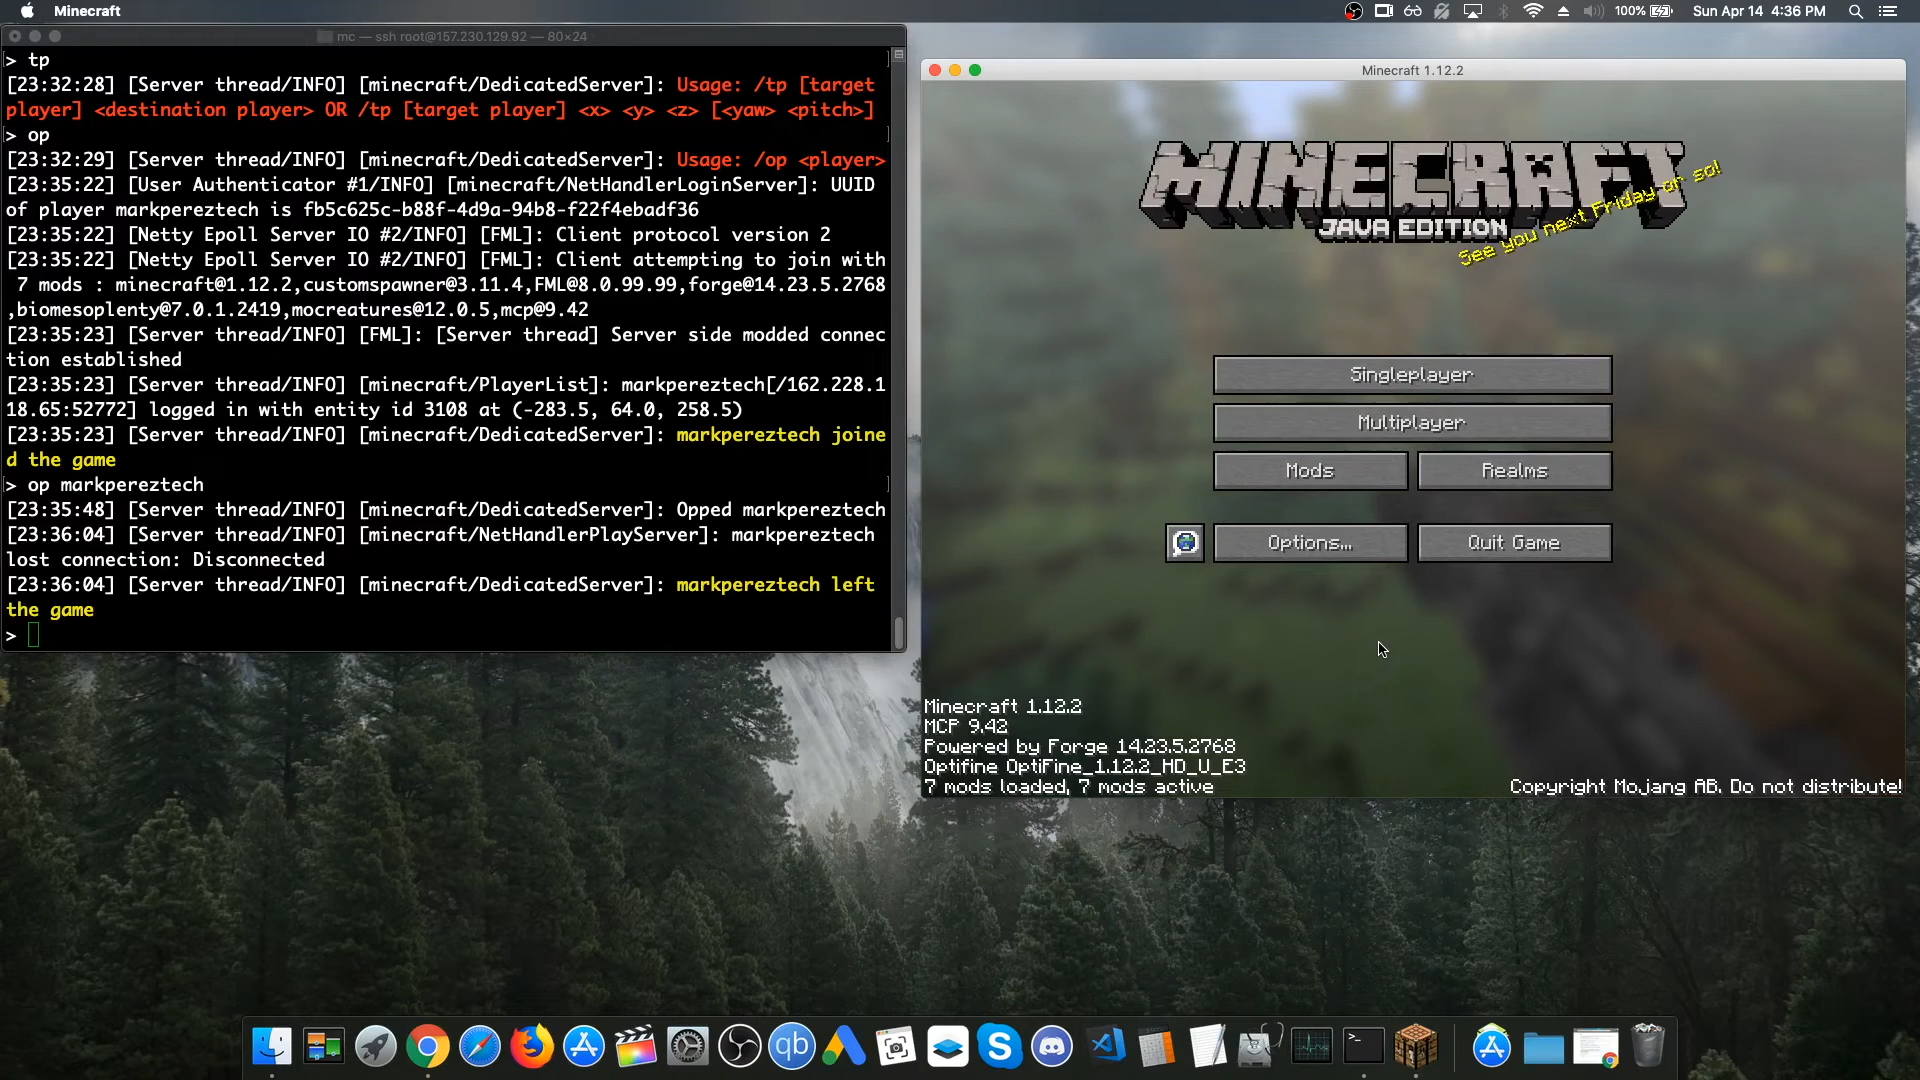 Minecraft
100%
Sun Apr 14 4:36 PM
mc — ssh root@157.230.129.92 — 80×24
> tp
[23:32:28] [Server thread/INFO] [minecraft/DedicatedServer]: Usage: /tp [target
player] <destination player> OR /tp [target player] <x> <y> <z> [<yaw> <pitch>]
> op
[23:32:29] [Server thread/INFO] [minecraft/DedicatedServer]: Usage: /op <player>
[23:35:22] [User Authenticator #1/INFO] [minecraft/NetHandlerLoginServer]: UUID
of player markpereztech is fb5c625c-b88f-4d9a-94b8-f22f4ebadf36
[23:35:22] [Netty Epoll Server IO #2/INFO] [FML]: Client protocol version 2
[23:35:22] [Netty Epoll Server IO #2/INFO] [FML]: Client attempting to join with
7 mods : minecraft@1.12.2,customspawner@3.11.4,FML@8.0.99.99,forge@14.23.5.2768
,biomesoplenty@7.0.1.2419,mocreatures@12.0.5,mcp@9.42
[23:35:23] [Server thread/INFO] [FML]: [Server thread] Server side modded connec
tion established
[23:35:23] [Server thread/INFO] [minecraft/PlayerList]: markpereztech[/162.228.1
18.65:52772] logged in with entity id 3108 at (-283.5, 64.0, 258.5)
[23:35:23] [Server thread/INFO] [minecraft/DedicatedServer]: markpereztech joine
d the game
> op markpereztech
[23:35:48] [Server thread/INFO] [minecraft/DedicatedServer]: Opped markpereztech
[23:36:04] [Server thread/INFO] [minecraft/NetHandlerPlayServer]: markpereztech
lost connection: Disconnected
[23:36:04] [Server thread/INFO] [minecraft/DedicatedServer]: markpereztech left
the game
>
Minecraft 1.12.2
MINECRAFT
JAVA EDITION
See you next Friday or so!
Singleplayer
Multiplayer
Mods
Realms
Options...
Quit Game
Minecraft 1.12.2
MCP 9.42
Powered by Forge 14.23.5.2768
Optifine OptiFine_1.12.2_HD_U_E3
7 mods loaded, 7 mods active
Copyright Mojang AB. Do not distribute!
qb